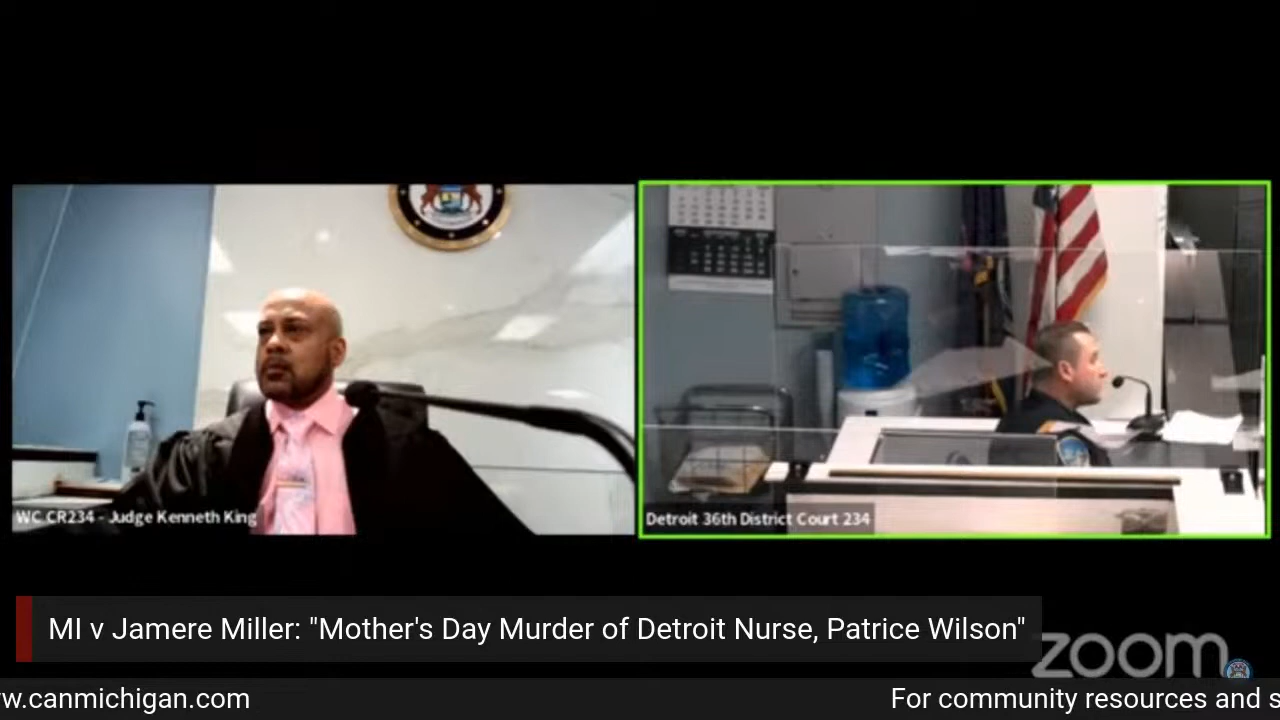 WC CR234 - Judge Kenneth King
Detroit 36th District Court 234
MI v Jamere Miller: "Mother's Day Murder of Detroit Nurse, Patrice Wilson"
zoom
w.canmichigan.com
For community resources and s